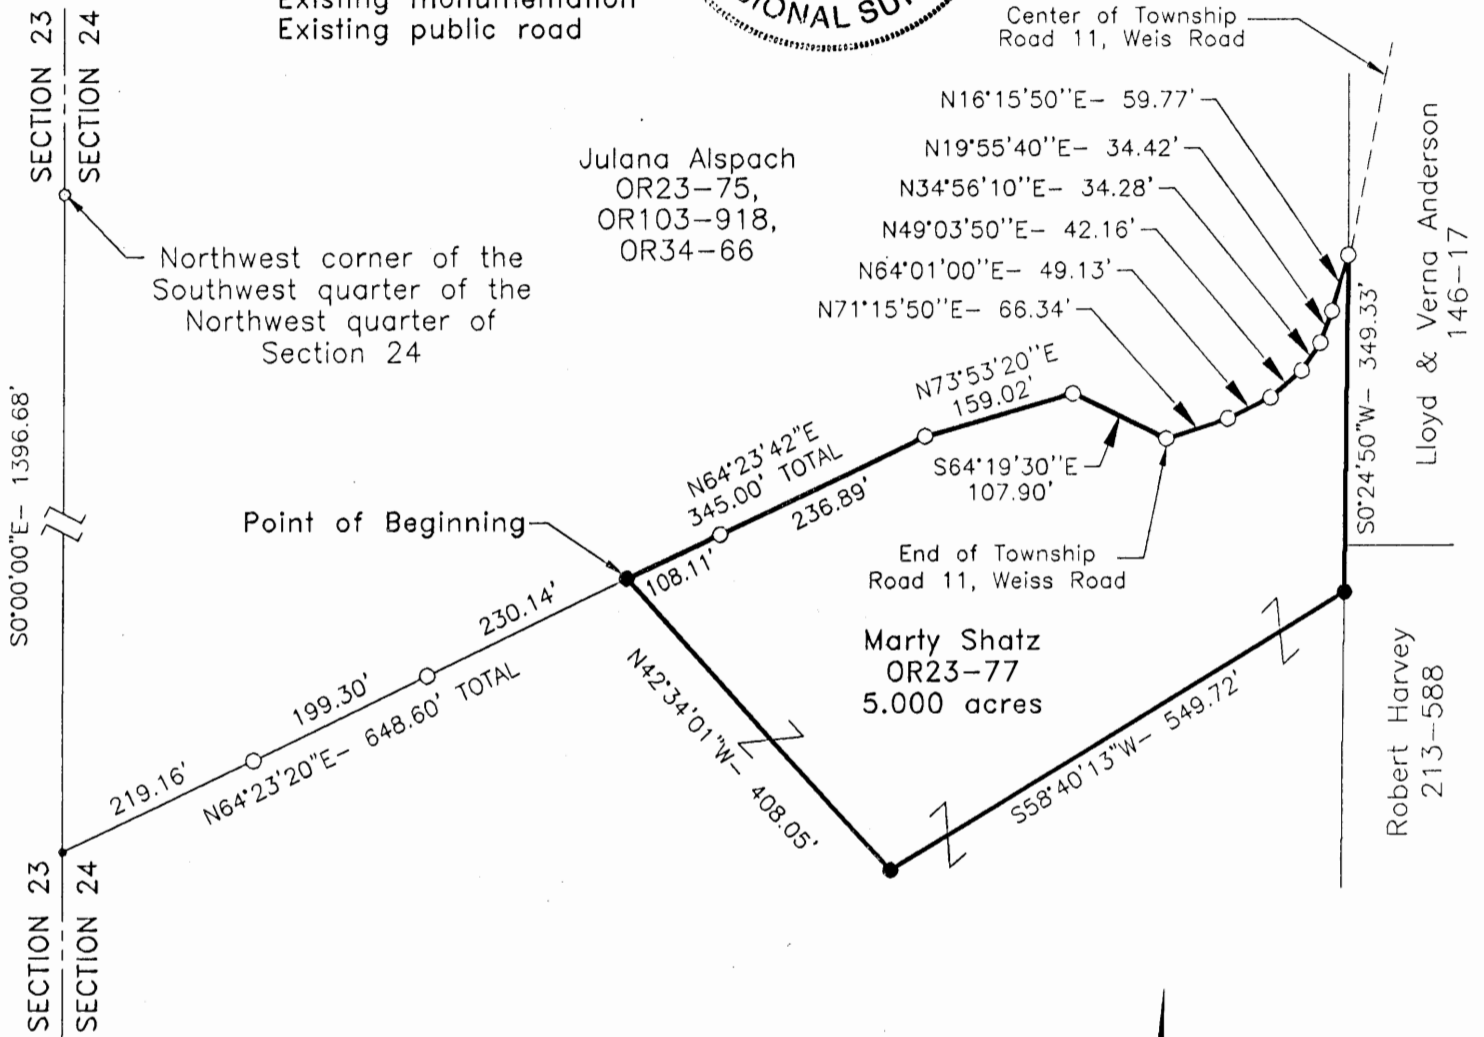 Existing monumentation
Existing public road
SIONAL SUR
Center of Township
Road 11, Weis Road
SECTION 23
SECTION 24
N16°15'50"E- 59.77'
N19°55'40"E- 34.42'
N34°56'10"E- 34.28'
N49°03'50"E- 42.16'
N64°01'00"E- 49.13'
N71°15'50"E- 66.34'
Julana Alspach
OR23-75,
OR103-918,
OR34-66
Lloyd & Verna Anderson
146-17
Northwest corner of the
Southwest quarter of the
Northwest quarter of
Section 24
S0°00'00"E- 1396.68'
N73°53'20"E
159.02'
S0°24'50"W- 349.33'
N64°23'42"E
345.00' TOTAL
236.89'
S64°19'30"E
107.90'
Point of Beginning
108.11'
End of Township
Road 11, Weiss Road
230.14'
199.30'
219.16'
N64°23'20"E- 648.60' TOTAL
Marty Shatz
OR23-77
5.000 acres
N42°34'01"W- 408.05'
S58°40'13"W- 549.72'
Robert Harvey
213-588
SECTION 23
SECTION 24